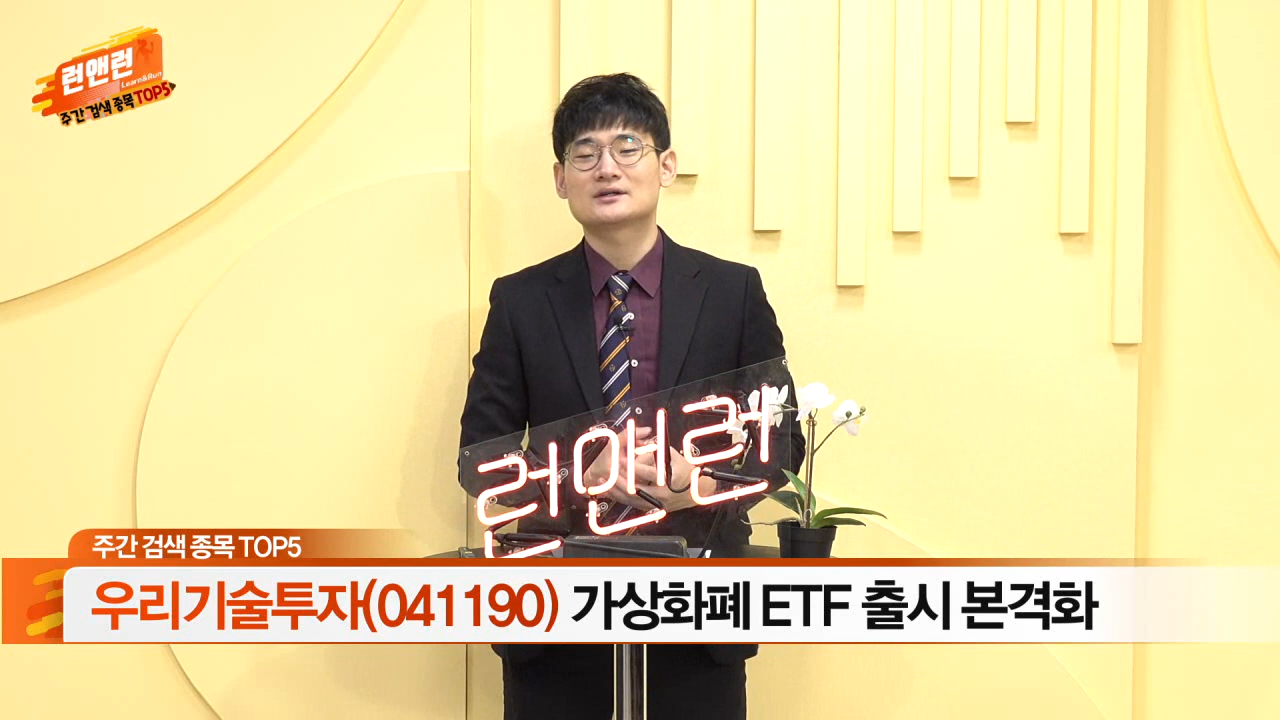 런앤런
Learn&Run
주간 검색 종목 TOP5
런앤런
주간 검색 종목 TOP5
우리기술투자(041190) 가상화폐 ETF 출시 본격화